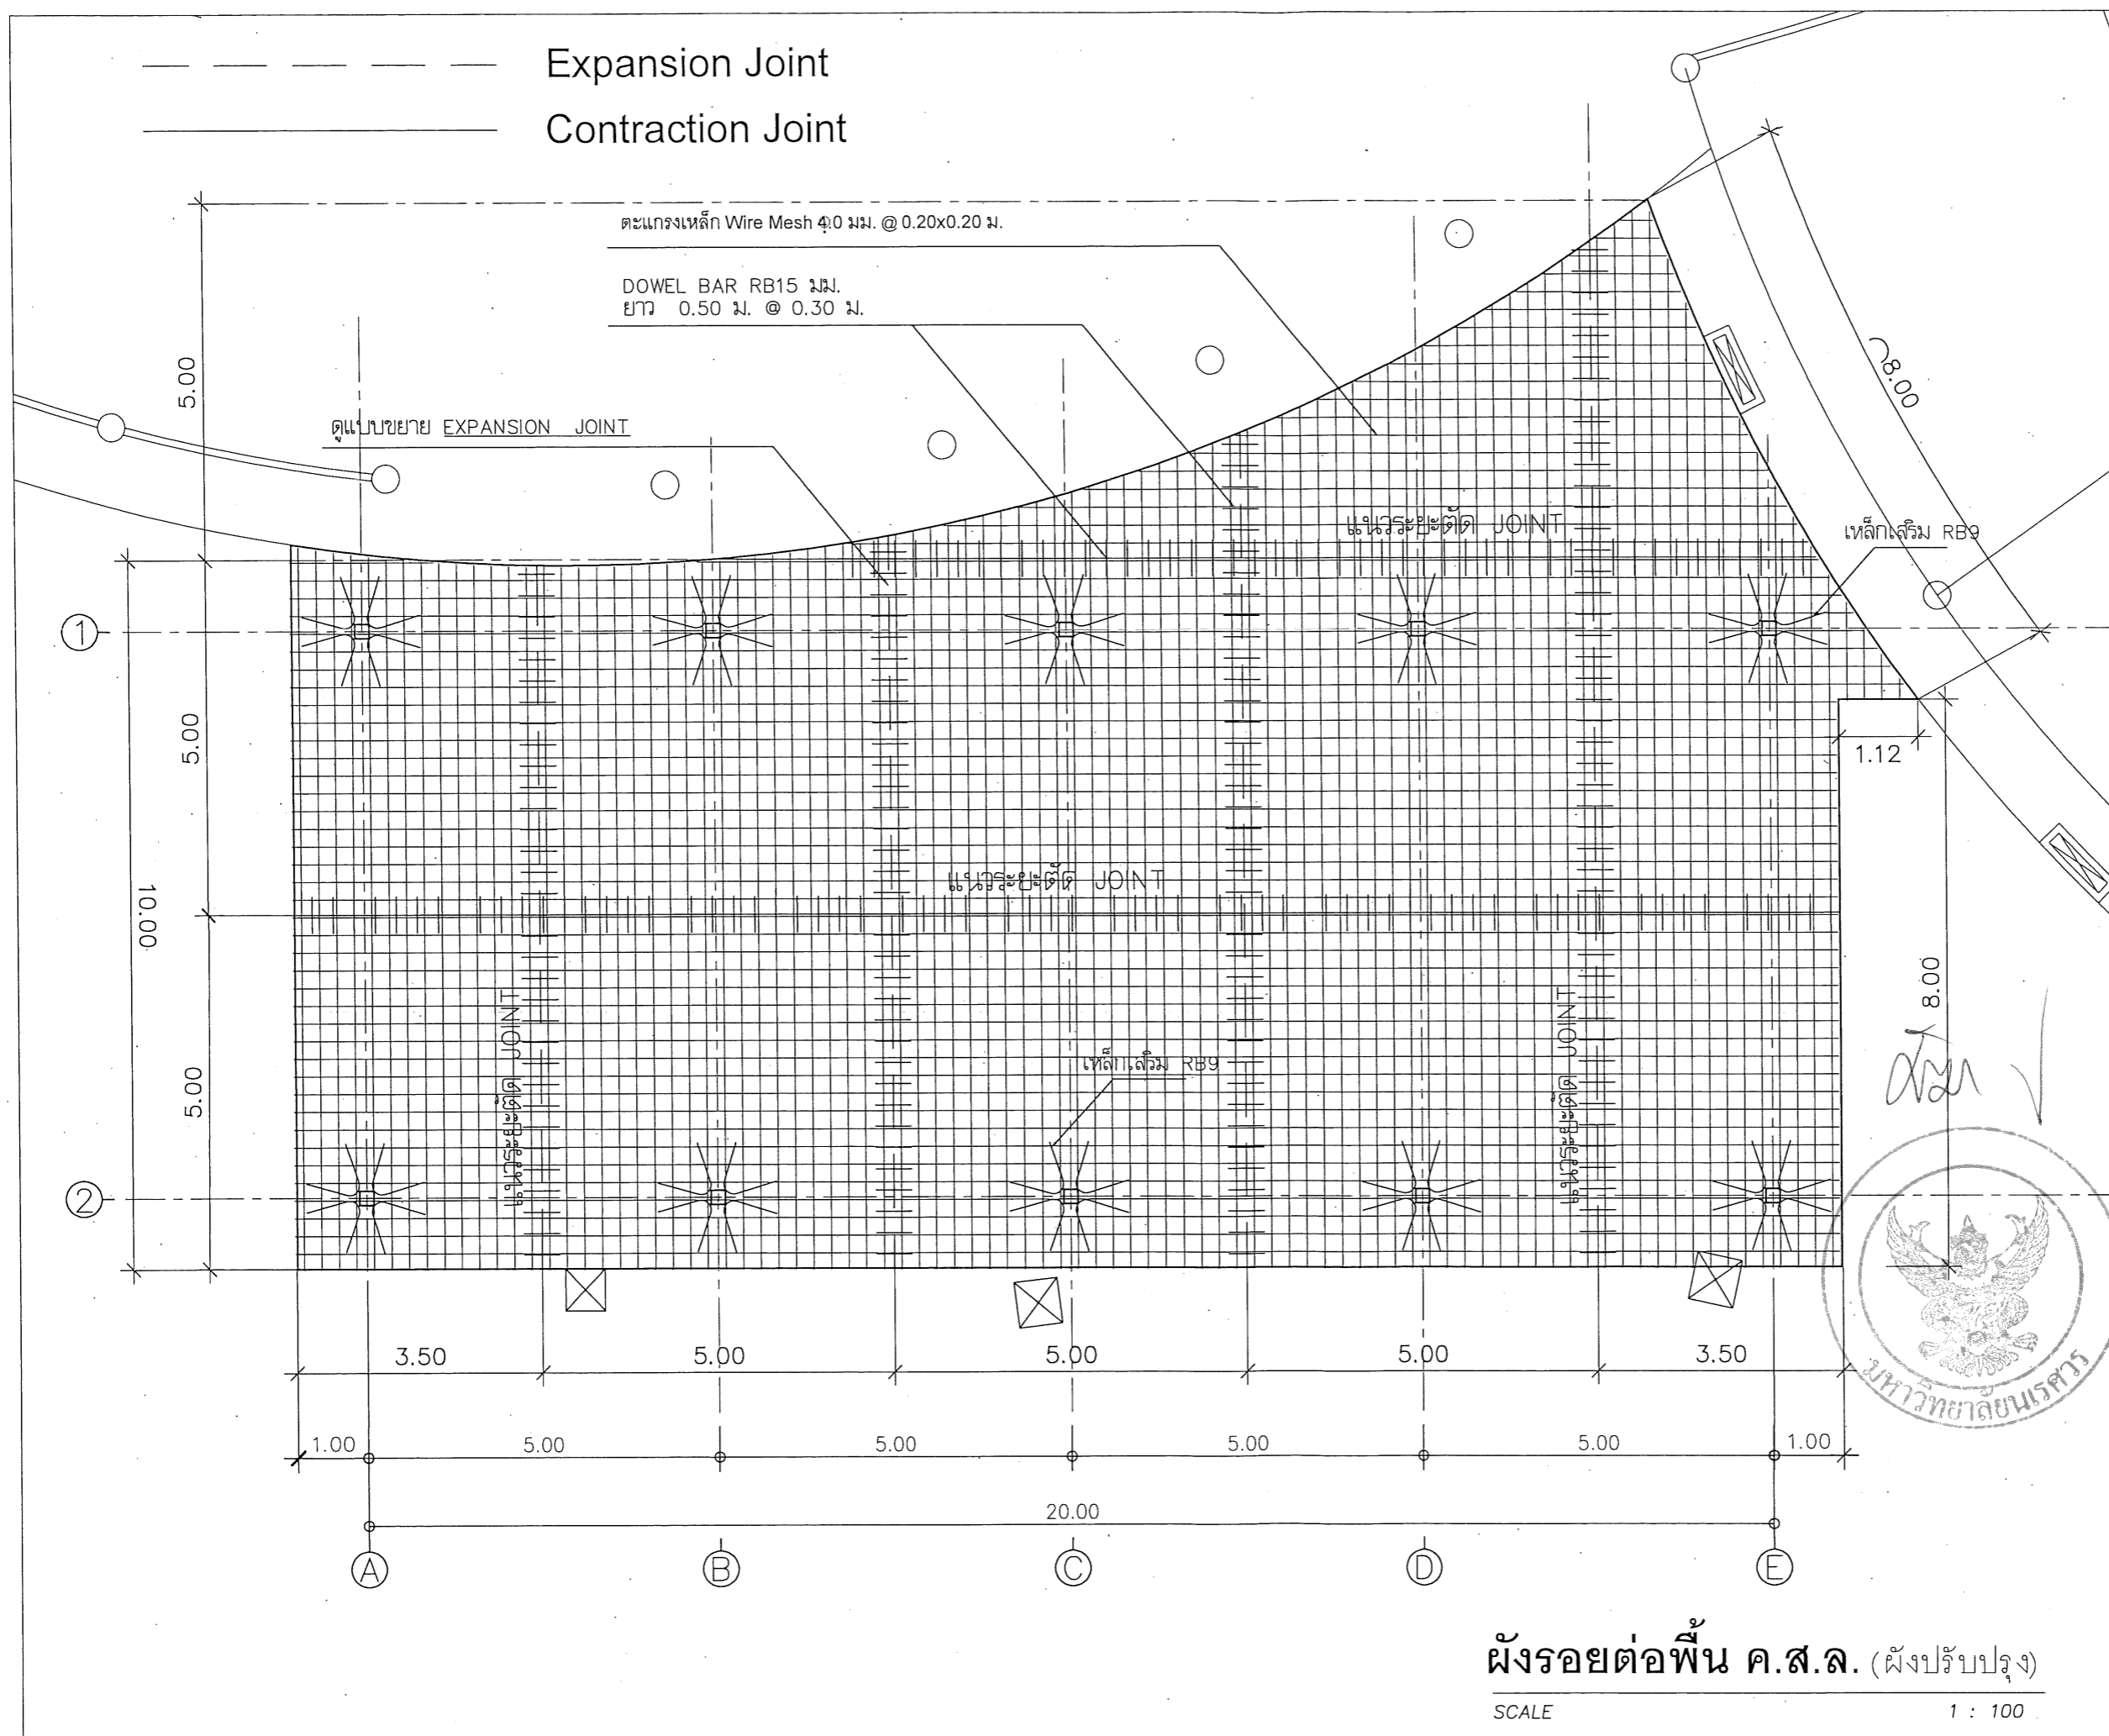 Expansion Joint
Contraction Joint
ตะแกรงเหล็ก Wire Mesh 4.0 มม. @ 0.20x0.20 ม.
DOWEL BAR RB15 มม.
ยาว 0.50 ม. @ 0.30 ม.
5.00
8.00
ดูแบบขยาย EXPANSION JOINT
แนวระยะตัด JOINT
เหล็กเสริม RB9
1
5.00
1.12
แนวระยะตัด JOINT
10.00
8.00
5.00
แนวระยะตัด JOINT
แนวระยะตัด JOINT
เหล็กเสริม RB9
2
3.50 5.00 5.00 5.00 3.50
มหาวิทยาลัยนเรศวร
1.00 5.00 5.00 5.00 5.00 1.00
20.00
A B C D E
ผังรอยต่อพื้น ค.ส.ล. (ผังปรับปรุง)
SCALE 1 : 100